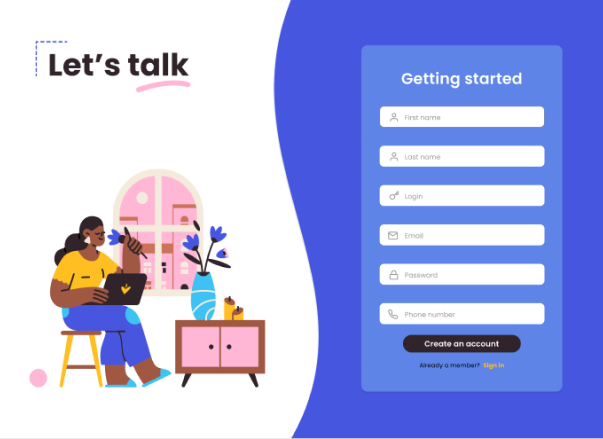 Let's talk
Getting started
First name
Last name
Login
Email
Password
Phone number
Create an account
Already a member? Sign in